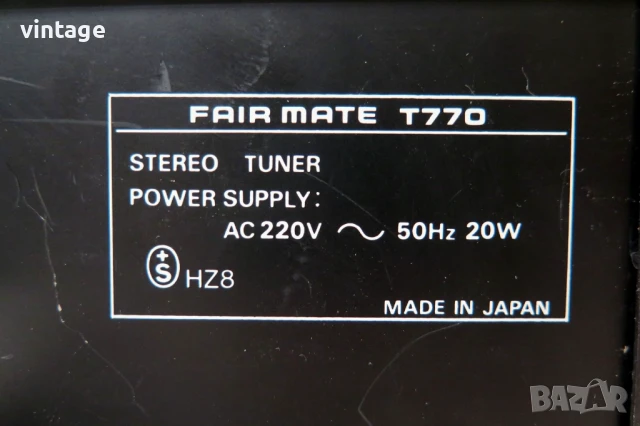 vintage
FAIR MATE T770
STEREO TUNER
POWER SUPPLY:
AC 220V ~ 50Hz 20W
+S HZ8
MADE IN JAPAN
BAZAR